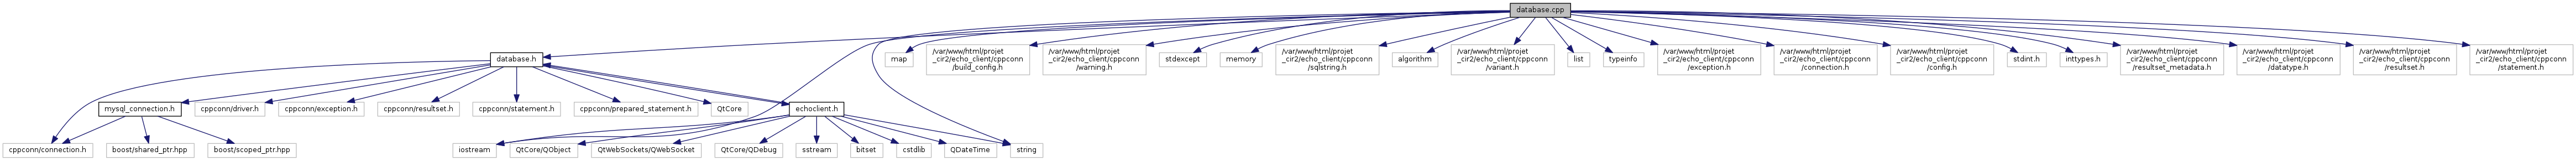 database.cpp
database.h
map
/var/www/html/projet
_cir2/echo_client/cppconn
/build_config.h
/var/www/html/projet
_cir2/echo_client/cppconn
/warning.h
stdexcept
memory
/var/www/html/projet
_cir2/echo_client/cppconn
/sqlstring.h
algorithm
/var/www/html/projet
_cir2/echo_client/cppconn
/variant.h
list
typeinfo
/var/www/html/projet
_cir2/echo_client/cppconn
/exception.h
/var/www/html/projet
_cir2/echo_client/cppconn
/connection.h
/var/www/html/projet
_cir2/echo_client/cppconn
/config.h
stdint.h
inttypes.h
/var/www/html/projet
_cir2/echo_client/cppconn
/resultset_metadata.h
/var/www/html/projet
_cir2/echo_client/cppconn
/datatype.h
/var/www/html/projet
_cir2/echo_client/cppconn
/resultset.h
/var/www/html/projet
_cir2/echo_client/cppconn
/statement.h
mysql_connection.h
cppconn/driver.h
cppconn/exception.h
cppconn/resultset.h
cppconn/statement.h
cppconn/prepared_statement.h
QtCore
echoclient.h
cppconn/connection.h
boost/shared_ptr.hpp
boost/scoped_ptr.hpp
iostream
QtCore/QObject
QtWebSockets/QWebSocket
QtCore/QDebug
sstream
bitset
cstdlib
QDateTime
string